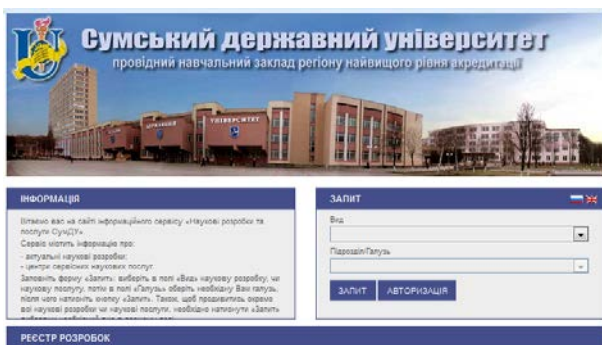 Сумський державний університет
провідний навчальний заклад регіону найвищого рівня акредитації
ДЕРЖАВНИЙ УНІВЕРСИТЕТ
ІНФОРМАЦІЯ
Вітаємо вас на сайті інформаційного сервісу «Наукові розробки та
послуги СумДУ»
Сервіс містить інформацію про:
- актуальні наукові розробки;
- центри сервісних наукових послуг.
Заповніть форму «Запит»: виберіть в полі «Вид» наукову розробку, чи
наукову послугу, потім в полі «Галузь» оберіть необхідну Вам галузь,
після чого натисніть кнопку «Запит». Також, щоб продивитись окремо
всі наукові розробки чи наукові послуги, необхідно натиснути «Запит»
ЗАПИТ
Вид
Підрозділ/Галузь
ЗАПИТ АВТОРИЗАЦІЯ
РЕЄСТР РОЗРОБОК